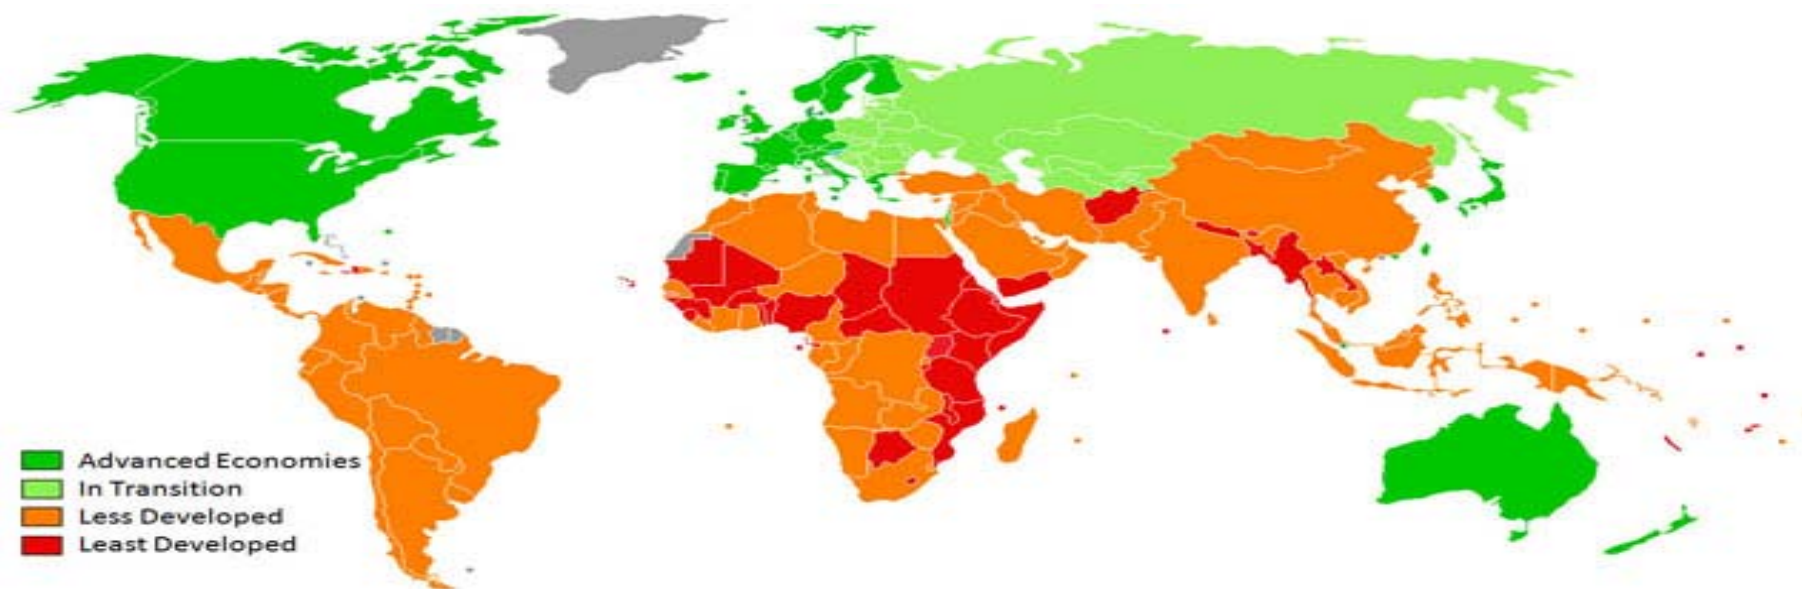 Advanced Economies
In Transition
Less Developed
Least Developed